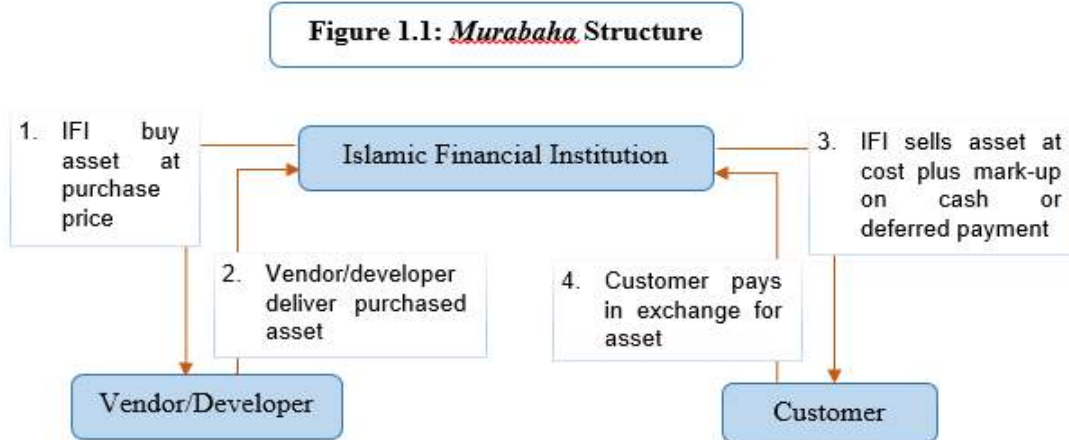 Figure 1.1: Murabaha Structure
1. IFI buy
asset at
purchase
price
Islamic Financial Institution
3. IFI sells asset at
cost plus mark-up
on cash or
deferred payment
2. Vendor/developer
deliver purchased
asset
4. Customer pays
in exchange for
asset
Vendor/Developer
Customer